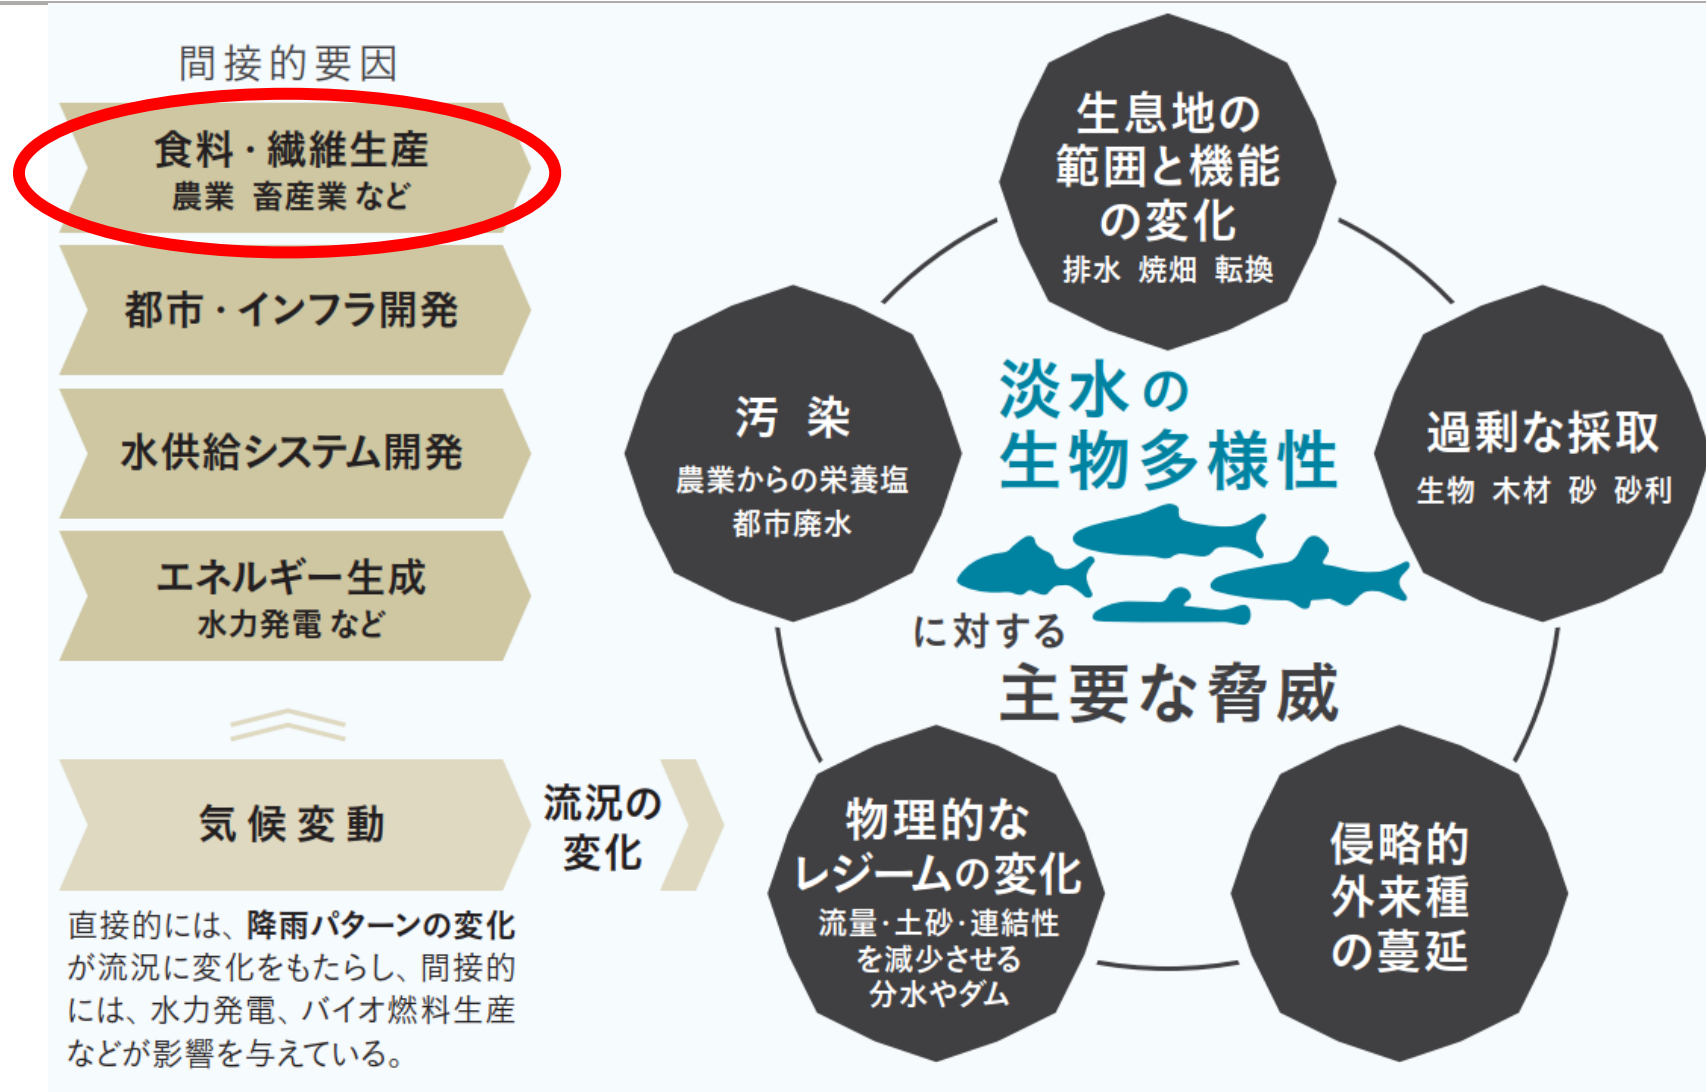 間接的要因
食料・繊維生産
農業 畜産業 など
都市・インフラ開発
水供給システム開発
エネルギー生成
水力発電 など
気候変動
流況の
変化
直接的には、降雨パターンの変化
が流況に変化をもたらし、間接的
には、水力発電、バイオ燃料生産
などが影響を与えている。
生息地の
範囲と機能
の変化
排水 焼畑 転換
汚染
農業からの栄養塩
都市廃水
淡水の
生物多様性
に対する
主要な脅威
過剰な採取
生物 木材 砂 砂利
物理的な
レジームの変化
流量・土砂・連結性
を減少させる
分水やダム
侵略的
外来種
の蔓延